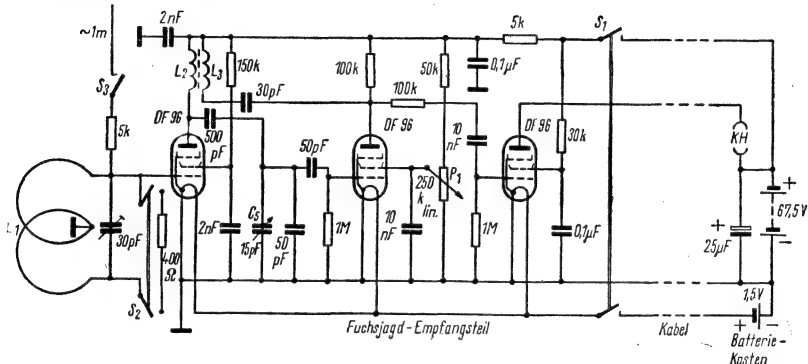 ~1m
2nF
S3
5k
L2
L3
150k
30pF
100k
50k
100k
0,1µF
5k
S1
DF 96
500 pF
50pF
DF 96
10 nF
DF 96
30k
KH
L1
30pF
400 Ω
S2
2nF
C5
15pF
50 pF
1M
10 nF
250 k lin.
P1
1M
0,1µF
+
25µF
+
67,5V
−
1,5V
+ −
Fuchsjagd-Empfangsteil
Kabel
Batterie-
Kasten